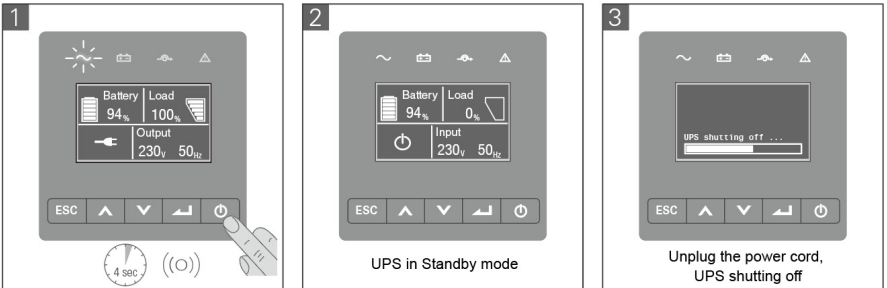 1
Battery Load
94% 100%
Output
230V 50Hz
ESC
4 sec
2
Battery Load
94% 0%
Input
230V 50Hz
ESC
UPS in Standby mode
3
UPS shutting off ...
ESC
Unplug the power cord,
UPS shutting off